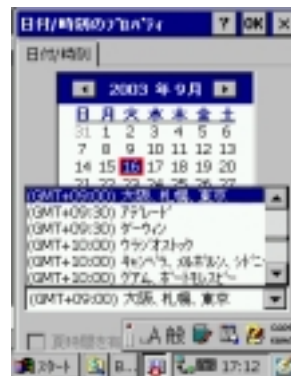 日付/時刻のﾌﾟﾛﾊﾟﾃｨ ? OK ×
日付/時刻
2003 年 9月
日 月 火 水 木 金 土
31 1 2 3 4 5 6
7 8 9 10 11 12 13
14 15 16 17 18 19 20
(GMT+09:00) 大阪、札幌、東京
(GMT+09:30) ｱﾃﾞﾚｰﾄﾞ
(GMT+09:30) ﾀﾞｰｳｨﾝ
(GMT+10:00) ｳﾗｼﾞｵｽﾄｯｸ
(GMT+10:00) ｷｬﾝﾍﾞﾗ、ﾒﾙﾎﾞﾙﾝ、ｼﾄﾞﾆｰ
(GMT+10:00) ｸﾞｱﾑ、ﾎﾟｰﾄﾓﾚｽﾋﾞｰ
(GMT+09:00) 大阪、札幌、東京
夏時間を
A 般
ｽﾀｰﾄ B... 17:12